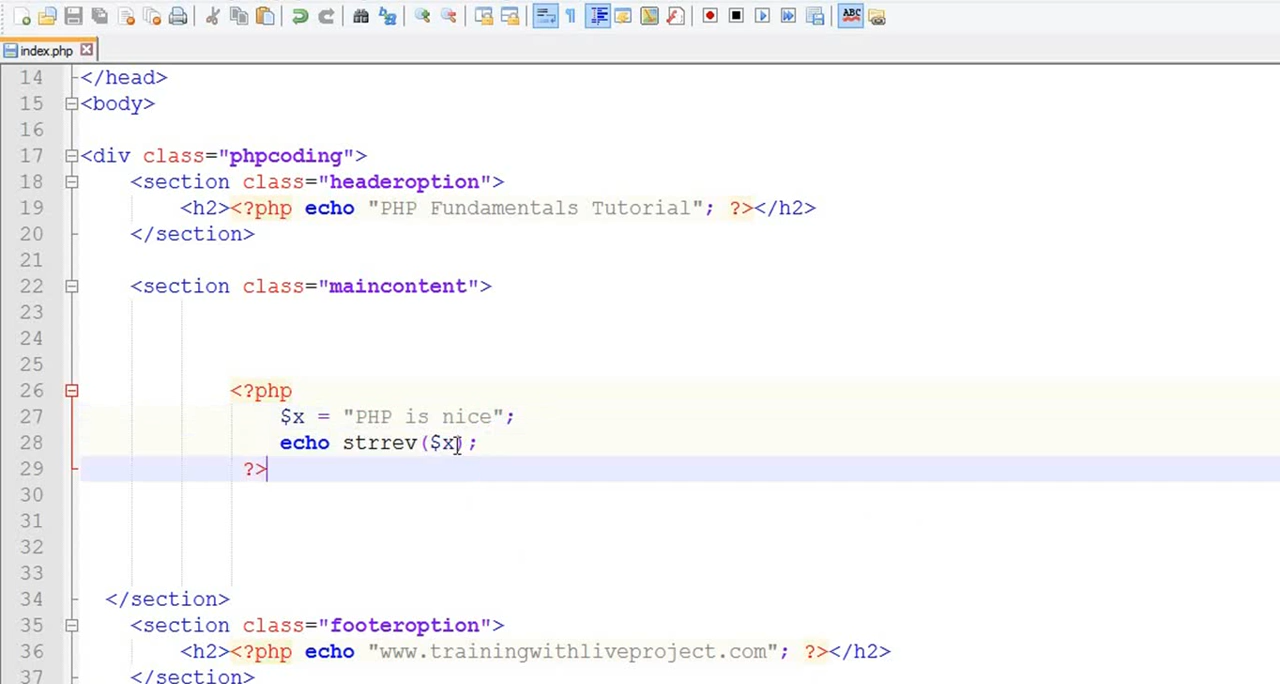 ABC
index.php
14 </head>
15 <body>
16
17 <div class="phpcoding">
18 <section class="headeroption">
19 <h2><?php echo "PHP Fundamentals Tutorial"; ?></h2>
20 </section>
21
22 <section class="maincontent">
23
24
25
26 <?php
27 $x = "PHP is nice";
28 echo strrev($x);
29 ?>
30
31
32
33
34 </section>
35 <section class="footeroption">
36 <h2><?php echo "www.trainingwithliveproject.com"; ?></h2>
37 </section>